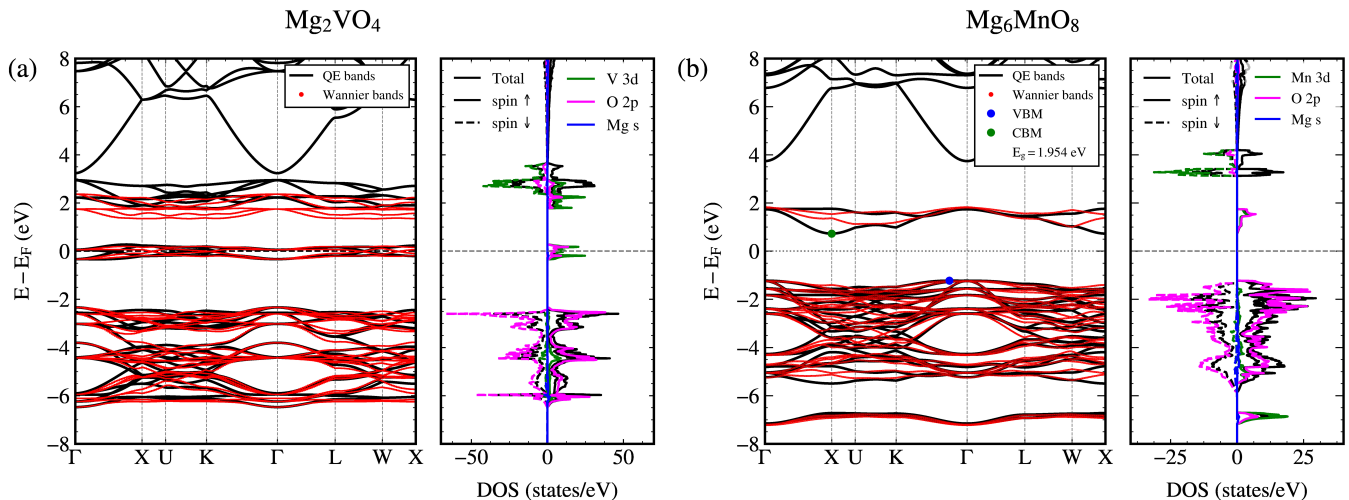 Mg₂VO₄
Mg₆MnO₈
(a)
QE bands
Wannier bands
Total
spin ↑
spin ↓
V 3d
O 2p
Mg s
E − E_F (eV)
8
6
4
2
0
−2
−4
−6
−8
Γ X U K Γ L W X
−50 0 50
DOS (states/eV)
(b)
QE bands
Wannier bands
VBM
CBM
E_g = 1.954 eV
Total
spin ↑
spin ↓
Mn 3d
O 2p
Mg s
E − E_F (eV)
8
6
4
2
0
−2
−4
−6
−8
Γ X U K Γ L W X
−25 0 25
DOS (states/eV)